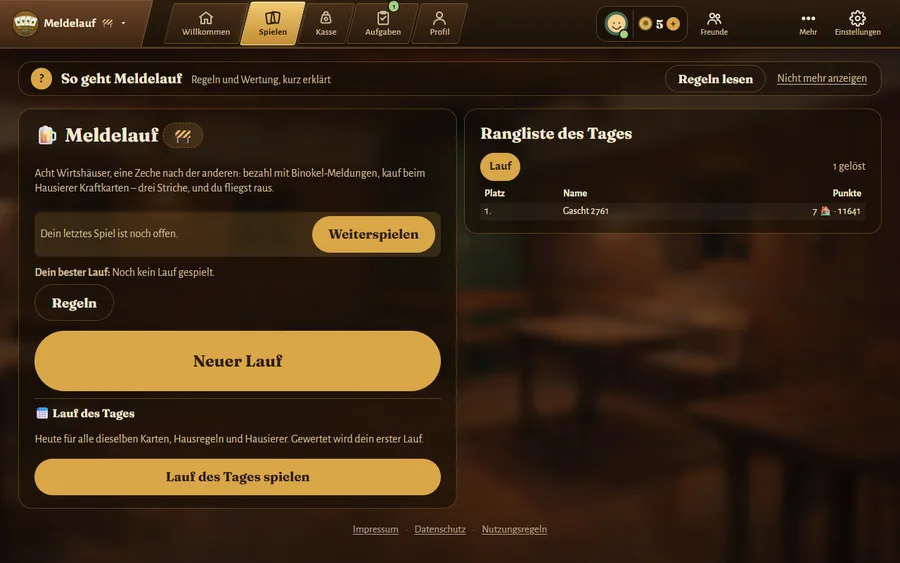 Meldelauf
Willkommen
Spielen
Kasse
1
Aufgaben
Profil
5
Freunde
Mehr
Einstellungen
?
So geht Meldelauf
Regeln und Wertung, kurz erklärt
Regeln lesen
Nicht mehr anzeigen
Meldelauf
Acht Wirtshäuser, eine Zeche nach der anderen: bezahl mit Binokel-Meldungen, kauf beim
Hausierer Kraftkarten – drei Striche, und du fliegst raus.
Dein letztes Spiel ist noch offen.
Weiterspielen
Dein bester Lauf: Noch kein Lauf gespielt.
Regeln
Neuer Lauf
Lauf des Tages
Heute für alle dieselben Karten, Hausregeln und Hausierer. Gewertet wird dein erster Lauf.
Lauf des Tages spielen
Rangliste des Tages
Lauf
1 gelöst
Platz Name Punkte
1. Gascht 2761 7 🏠 · 11641
Impressum · Datenschutz · Nutzungsregeln